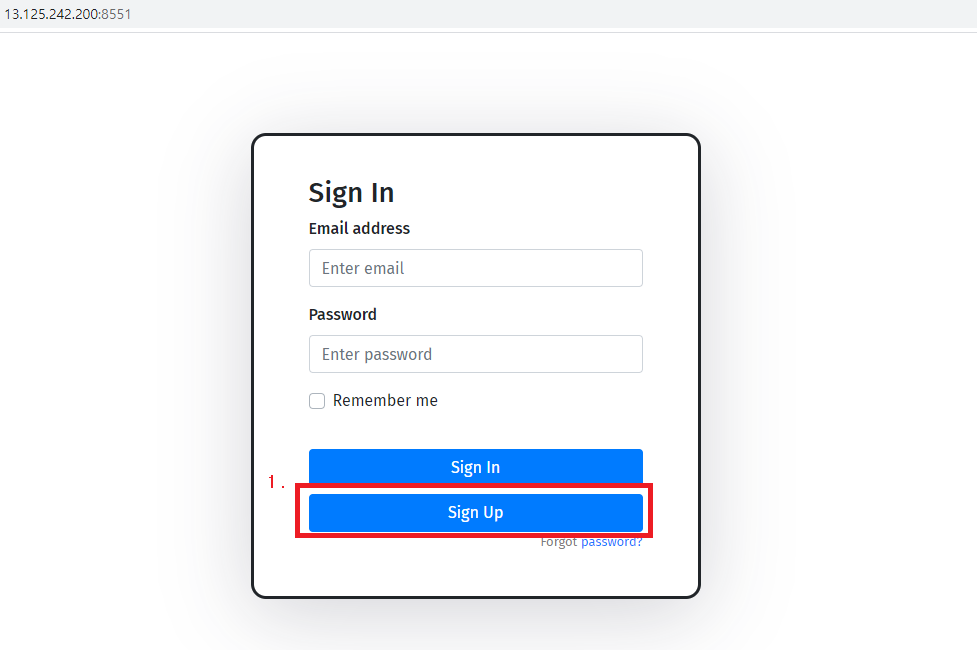 13.125.242.200:8551
Sign In
Email address
Enter email
Password
Enter password
Remember me
Sign In
1 .
Sign Up
Forgot password?